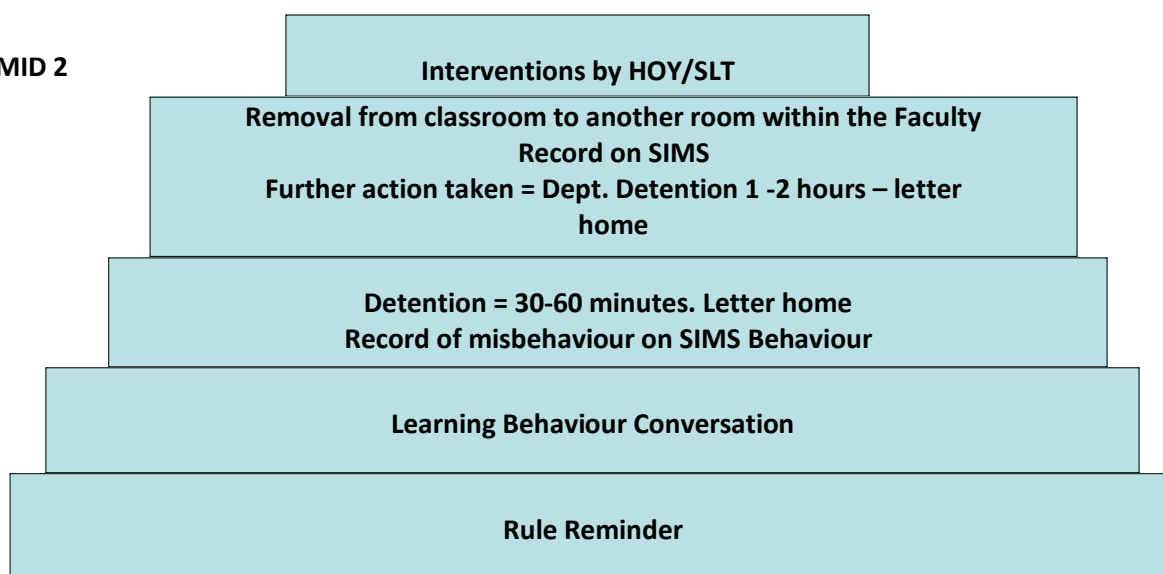 MID 2
Interventions by HOY/SLT
Removal from classroom to another room within the Faculty
Record on SIMS
Further action taken = Dept. Detention 1 -2 hours – letter
home
Detention = 30-60 minutes. Letter home
Record of misbehaviour on SIMS Behaviour
Learning Behaviour Conversation
Rule Reminder